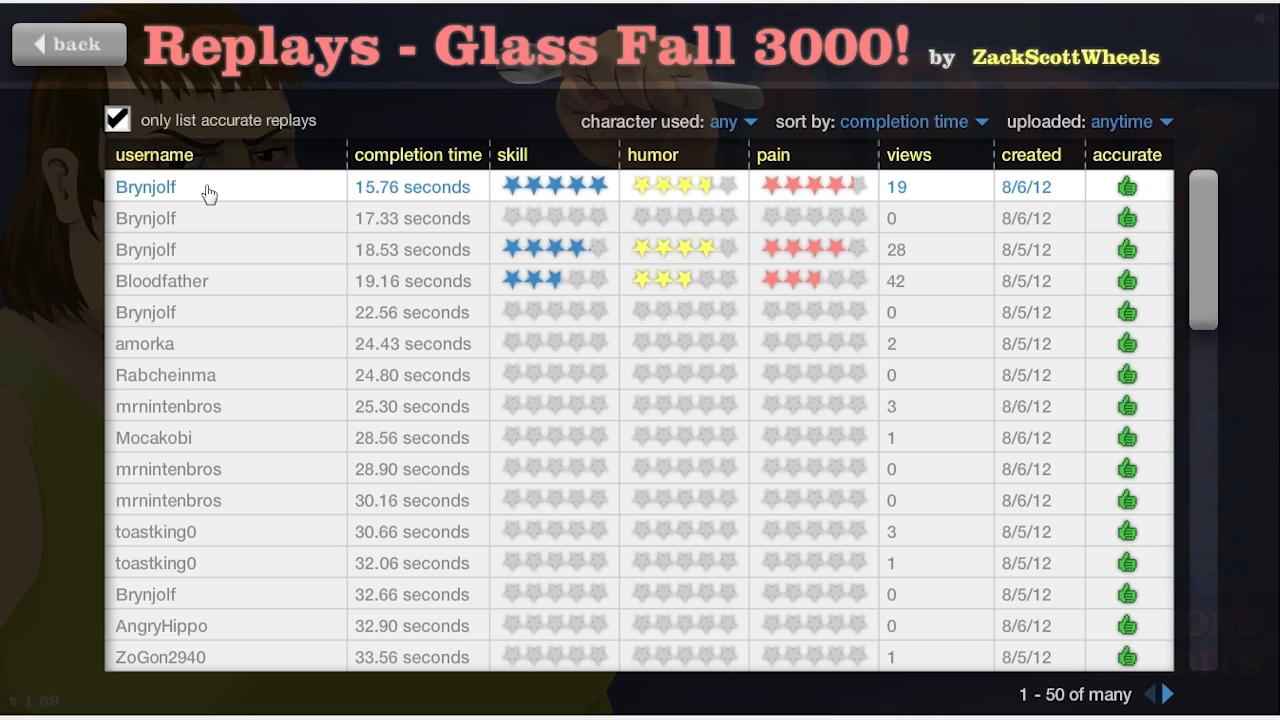 back
Replays - Glass Fall 3000! by ZackScottWheels
only list accurate replays character used: any sort by: completion time uploaded: anytime
username completion time skill humor pain views created accurate
Brynjolf 15.76 seconds 19 8/6/12
Brynjolf 17.33 seconds 0 8/6/12
Brynjolf 18.53 seconds 28 8/5/12
Bloodfather 19.16 seconds 42 8/5/12
Brynjolf 22.56 seconds 0 8/5/12
amorka 24.43 seconds 2 8/5/12
Rabcheinma 24.80 seconds 0 8/5/12
mrnintenbros 25.30 seconds 3 8/6/12
Mocakobi 28.56 seconds 1 8/6/12
mrnintenbros 28.90 seconds 0 8/6/12
mrnintenbros 30.16 seconds 0 8/6/12
toastking0 30.66 seconds 3 8/5/12
toastking0 32.06 seconds 1 8/5/12
Brynjolf 32.66 seconds 0 8/5/12
AngryHippo 32.90 seconds 0 8/6/12
ZoGon2940 33.56 seconds 1 8/5/12
1 - 50 of many
v 1.69